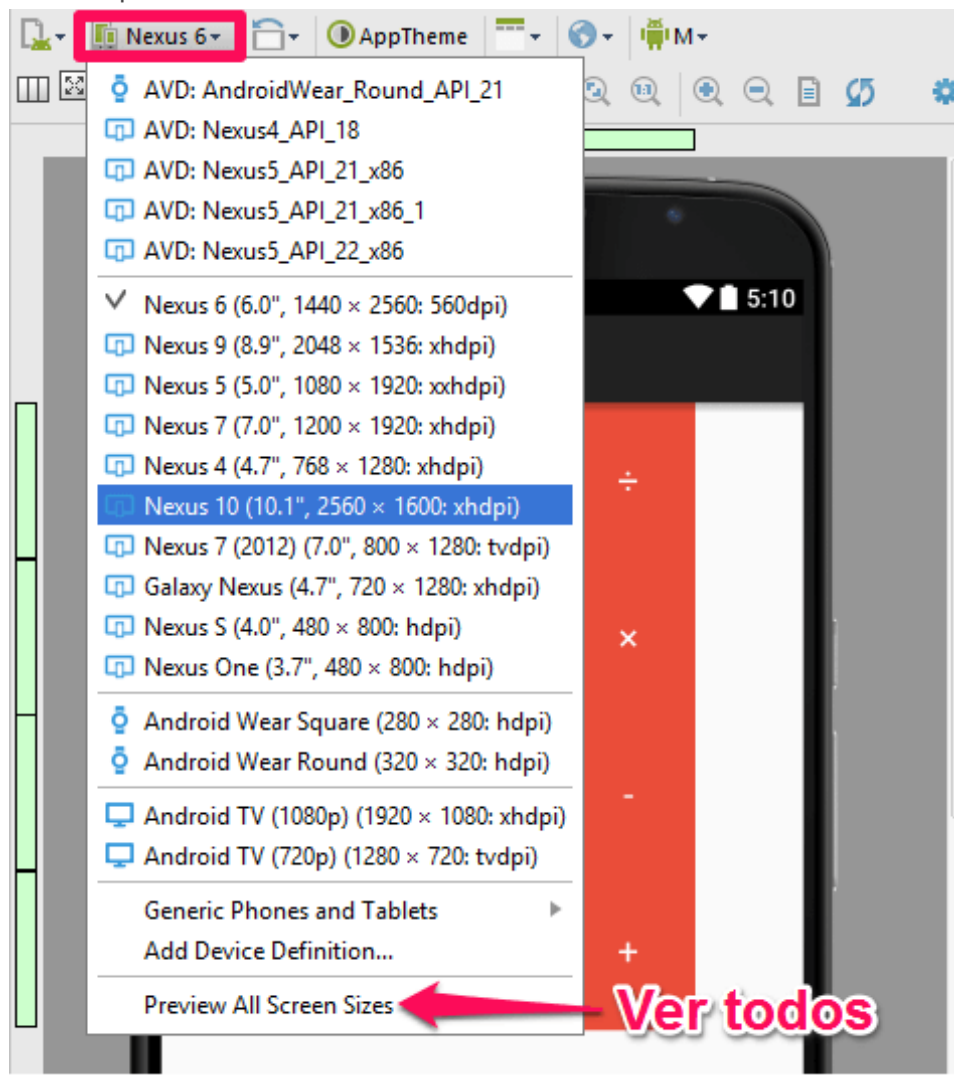 Nexus 6 AppTheme M
AVD: AndroidWear_Round_API_21
1:1
AVD: Nexus4_API_18
AVD: Nexus5_API_21_x86
AVD: Nexus5_API_21_x86_1
AVD: Nexus5_API_22_x86
Nexus 6 (6.0", 1440 × 2560: 560dpi)
5:10
Nexus 9 (8.9", 2048 × 1536: xhdpi)
Nexus 5 (5.0", 1080 × 1920: xxhdpi)
Nexus 7 (7.0", 1200 × 1920: xhdpi)
Nexus 4 (4.7", 768 × 1280: xhdpi)
÷
Nexus 10 (10.1", 2560 × 1600: xhdpi)
Nexus 7 (2012) (7.0", 800 × 1280: tvdpi)
Galaxy Nexus (4.7", 720 × 1280: xhdpi)
Nexus S (4.0", 480 × 800: hdpi)
×
Nexus One (3.7", 480 × 800: hdpi)
Android Wear Square (280 × 280: hdpi)
Android Wear Round (320 × 320: hdpi)
-
Android TV (1080p) (1920 × 1080: xhdpi)
Android TV (720p) (1280 × 720: tvdpi)
Generic Phones and Tablets
Add Device Definition...
+
Preview All Screen Sizes
Ver todos